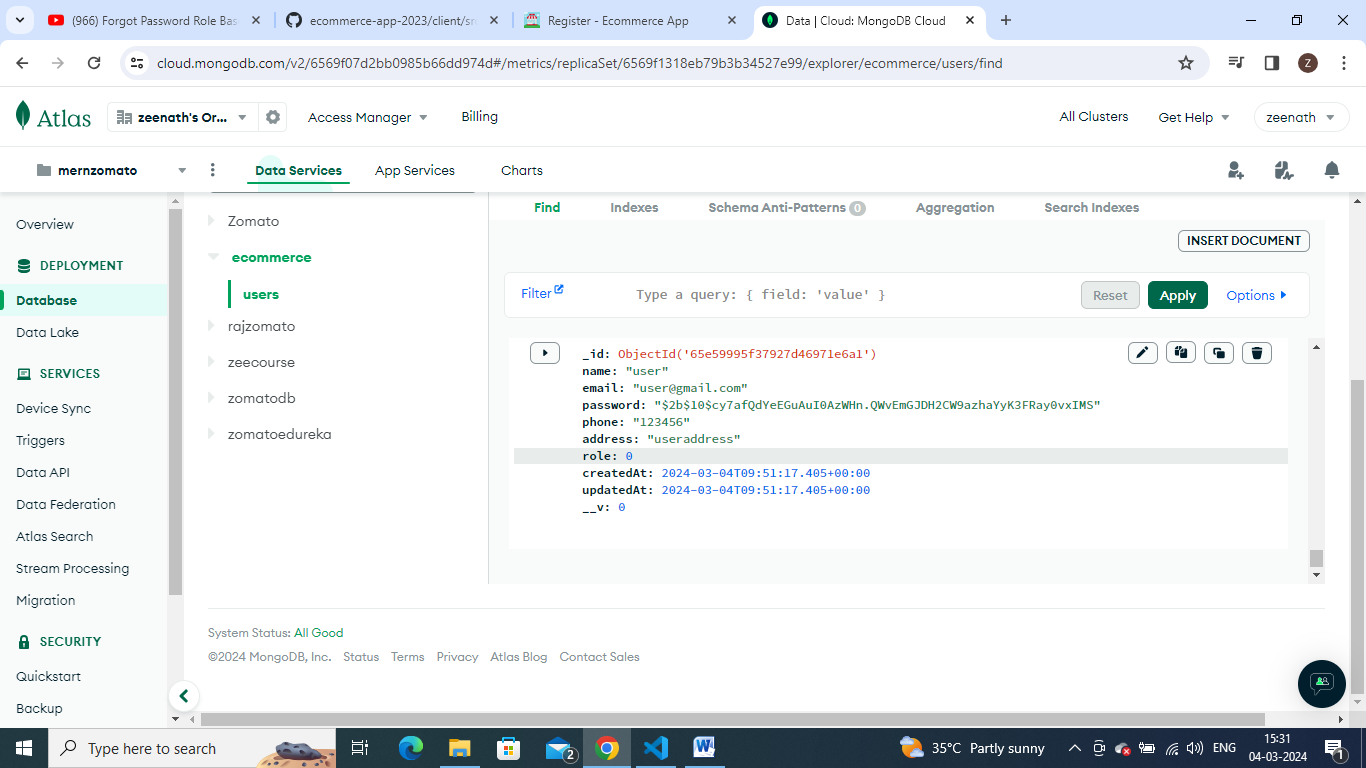 (966) Forgot Password Role Bas
ecommerce-app-2023/client/sr
Register - Ecommerce App
Data | Cloud: MongoDB Cloud
cloud.mongodb.com/v2/6569f07d2bb0985b66dd974d#/metrics/replicaSet/6569f1318eb79b3b34527e99/explorer/ecommerce/users/find
Z
Atlas
zeenath's Or...
Access Manager
Billing
All Clusters
Get Help
zeenath
mernzomato
Data Services
App Services
Charts
Overview
DEPLOYMENT
Database
Data Lake
SERVICES
Device Sync
Triggers
Data API
Data Federation
Atlas Search
Stream Processing
Migration
SECURITY
Quickstart
Backup
Zomato
ecommerce
users
rajzomato
zeecourse
zomatodb
zomatoedureka
Find
Indexes
Schema Anti-Patterns 0
Aggregation
Search Indexes
INSERT DOCUMENT
Filter
Type a query: { field: 'value' }
Reset
Apply
Options
_id: ObjectId('65e59995f37927d46971e6a1')
name: "user"
email: "user@gmail.com"
password: "$2b$10$cy7afQdYeEGuAuI0AzWHn.QWvEmGJDH2CW9azhaYyK3FRay0vxIMS"
phone: "123456"
address: "useraddress"
role: 0
createdAt: 2024-03-04T09:51:17.405+00:00
updatedAt: 2024-03-04T09:51:17.405+00:00
__v: 0
System Status: All Good
©2024 MongoDB, Inc. Status Terms Privacy Atlas Blog Contact Sales
Type here to search
2
35°C Partly sunny
ENG
15:31
04-03-2024
1